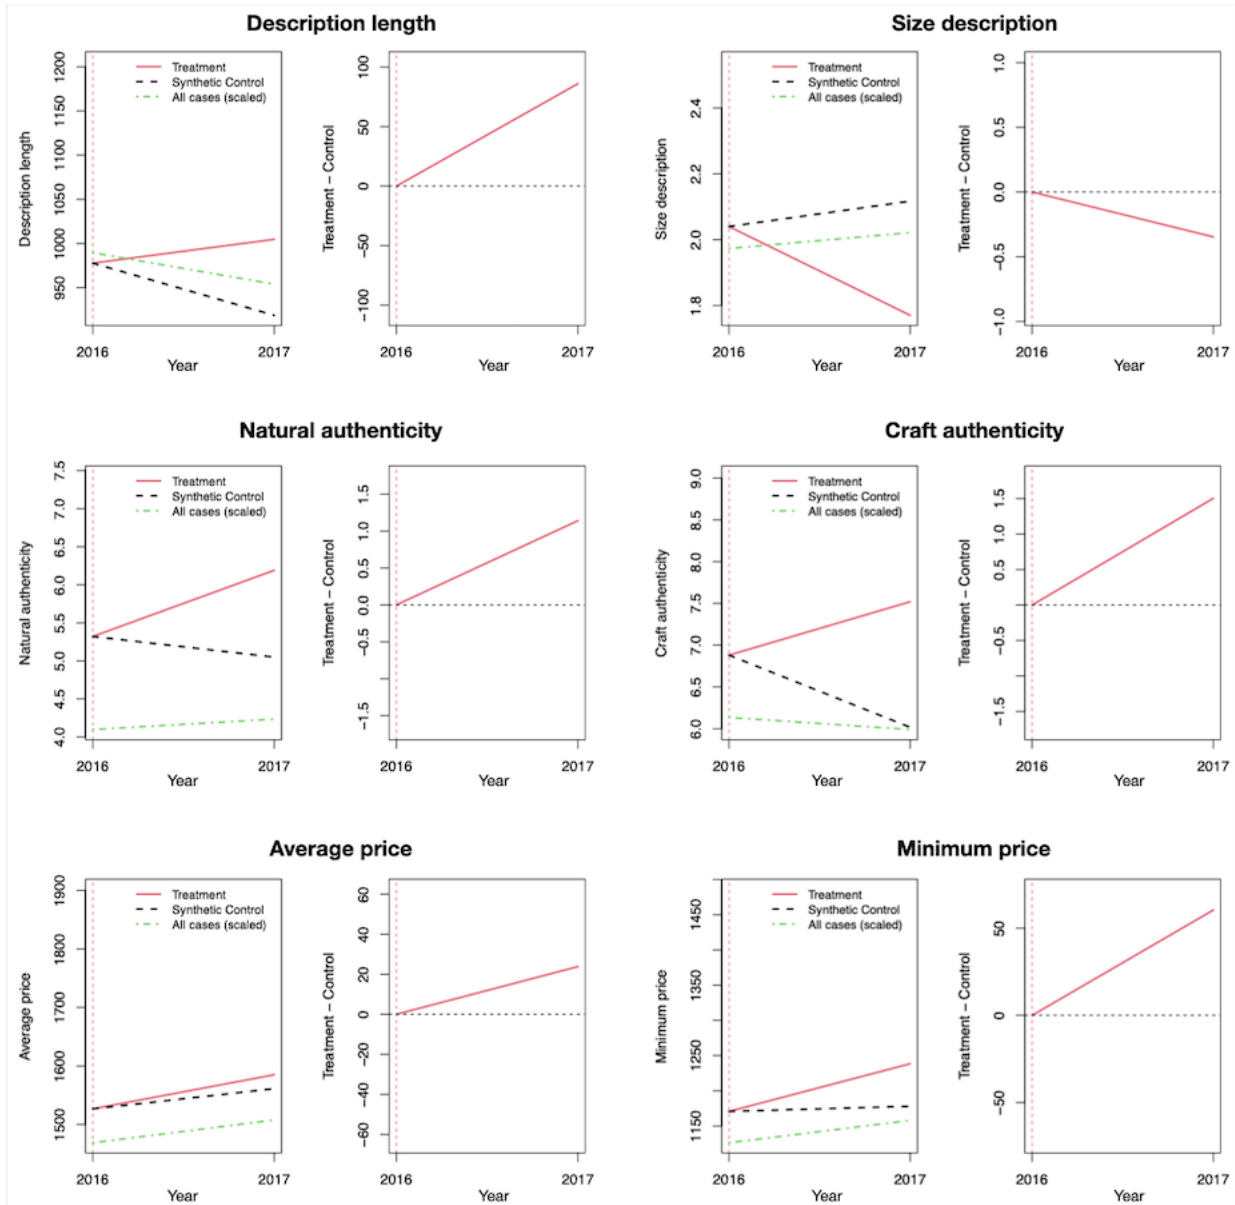 Description length
Size description
Description length
1200
1150
1100
1050
1000
950
Treatment
Synthetic Control
All cases (scaled)
2016
2017
Year
Treatment – Control
100
50
0
−50
−100
2016
2017
Year
Size description
2.4
2.2
2.0
1.8
Treatment
Synthetic Control
All cases (scaled)
2016
2017
Year
Treatment – Control
1.0
0.5
0.0
−0.5
−1.0
2016
2017
Year
Natural authenticity
Craft authenticity
Natural authenticity
7.5
7.0
6.5
6.0
5.5
5.0
4.5
4.0
Treatment
Synthetic Control
All cases (scaled)
2016
2017
Year
Treatment – Control
1.5
1.0
0.5
0.0
−0.5
−1.5
2016
2017
Year
Craft authenticity
9.0
8.5
8.0
7.5
7.0
6.5
6.0
Treatment
Synthetic Control
All cases (scaled)
2016
2017
Year
Treatment – Control
1.5
1.0
0.5
−0.5
−1.5
2016
2017
Year
Average price
Minimum price
Average price
1900
1800
1700
1600
1500
Treatment
Synthetic Control
All cases (scaled)
2016
2017
Year
Treatment – Control
60
40
20
0
−20
−40
−60
2016
2017
Year
Minimum price
1450
1350
1250
1150
Treatment
Synthetic Control
All cases (scaled)
2016
2017
Year
Treatment – Control
50
0
−50
2016
2017
Year